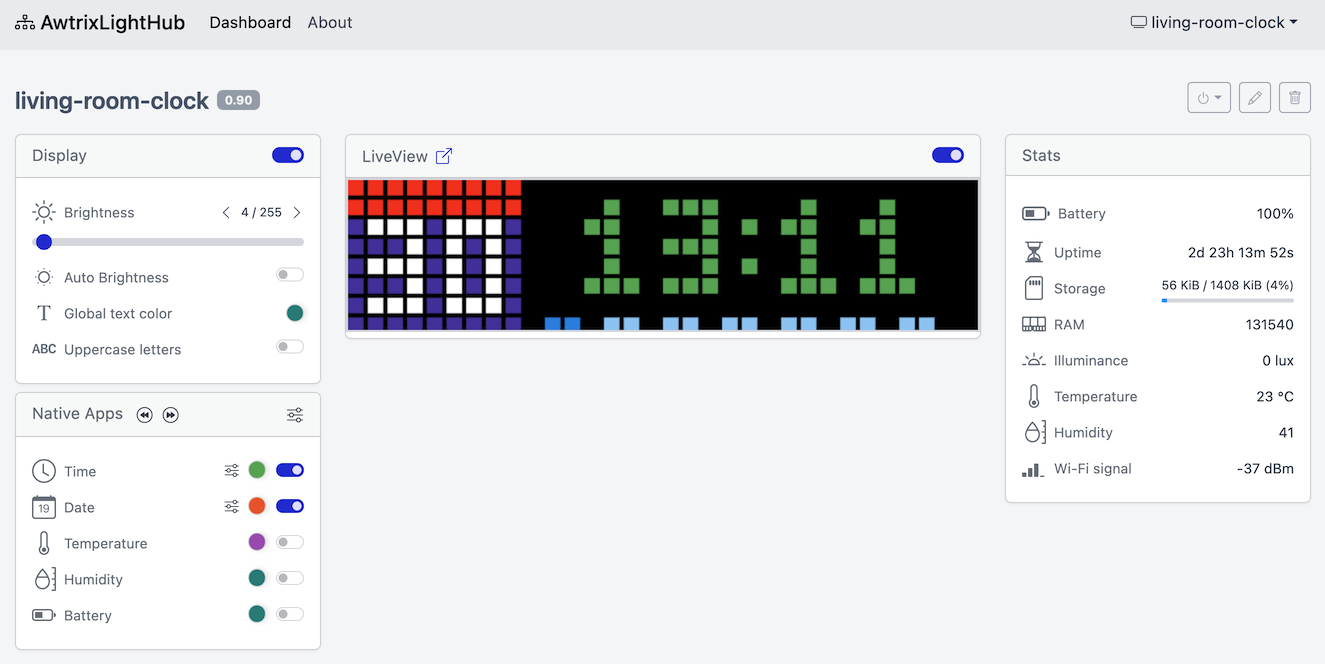 AwtrixLightHub Dashboard About living-room-clock
living-room-clock 0.90
Display
Brightness 4 / 255
Auto Brightness
Global text color
ABC Uppercase letters
Native Apps
Time
19 Date
Temperature
Humidity
Battery
LiveView
30 13:11
Stats
Battery 100%
Uptime 2d 23h 13m 52s
Storage 56 KiB / 1408 KiB (4%)
RAM 131540
Illuminance 0 lux
Temperature 23 °C
Humidity 41
Wi-Fi signal -37 dBm